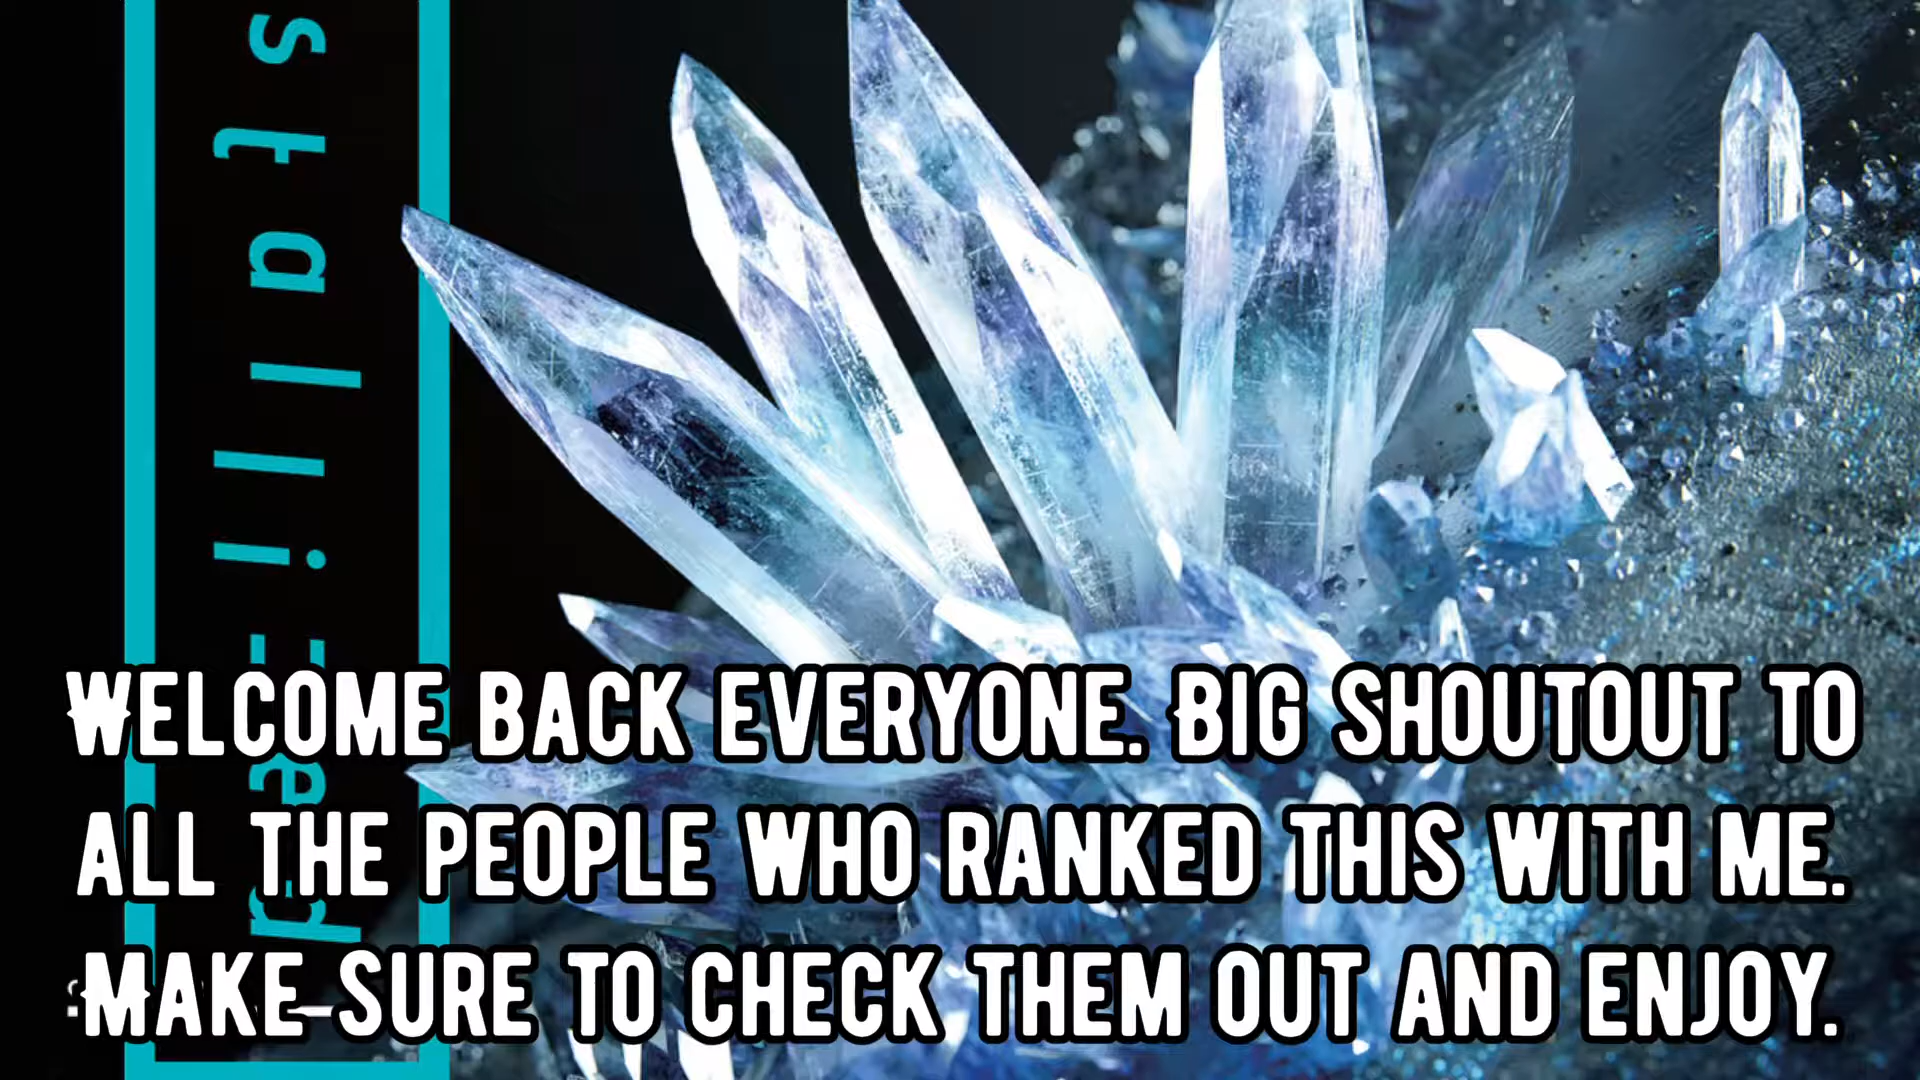 stallized
WELCOME BACK EVERYONE. BIG SHOUTOUT TO
ALL THE PEOPLE WHO RANKED THIS WITH ME.
MAKE SURE TO CHECK THEM OUT AND ENJOY.